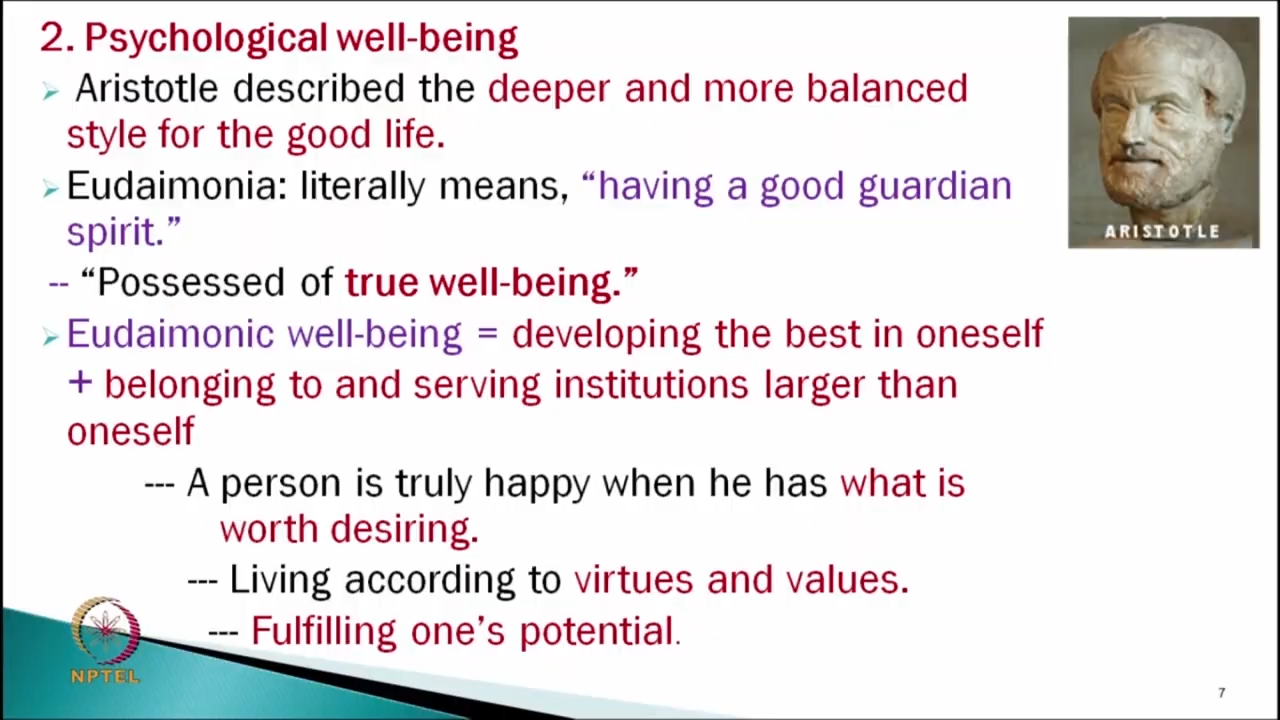 2. Psychological well-being
➢ Aristotle described the deeper and more balanced
style for the good life.
➢ Eudaimonia: literally means, “having a good guardian
spirit.”
-- “Possessed of true well-being.”
➢ Eudaimonic well-being = developing the best in oneself
+ belonging to and serving institutions larger than
oneself
--- A person is truly happy when he has what is
worth desiring.
--- Living according to virtues and values.
--- Fulfilling one’s potential.
ARISTOTLE
NPTEL
7